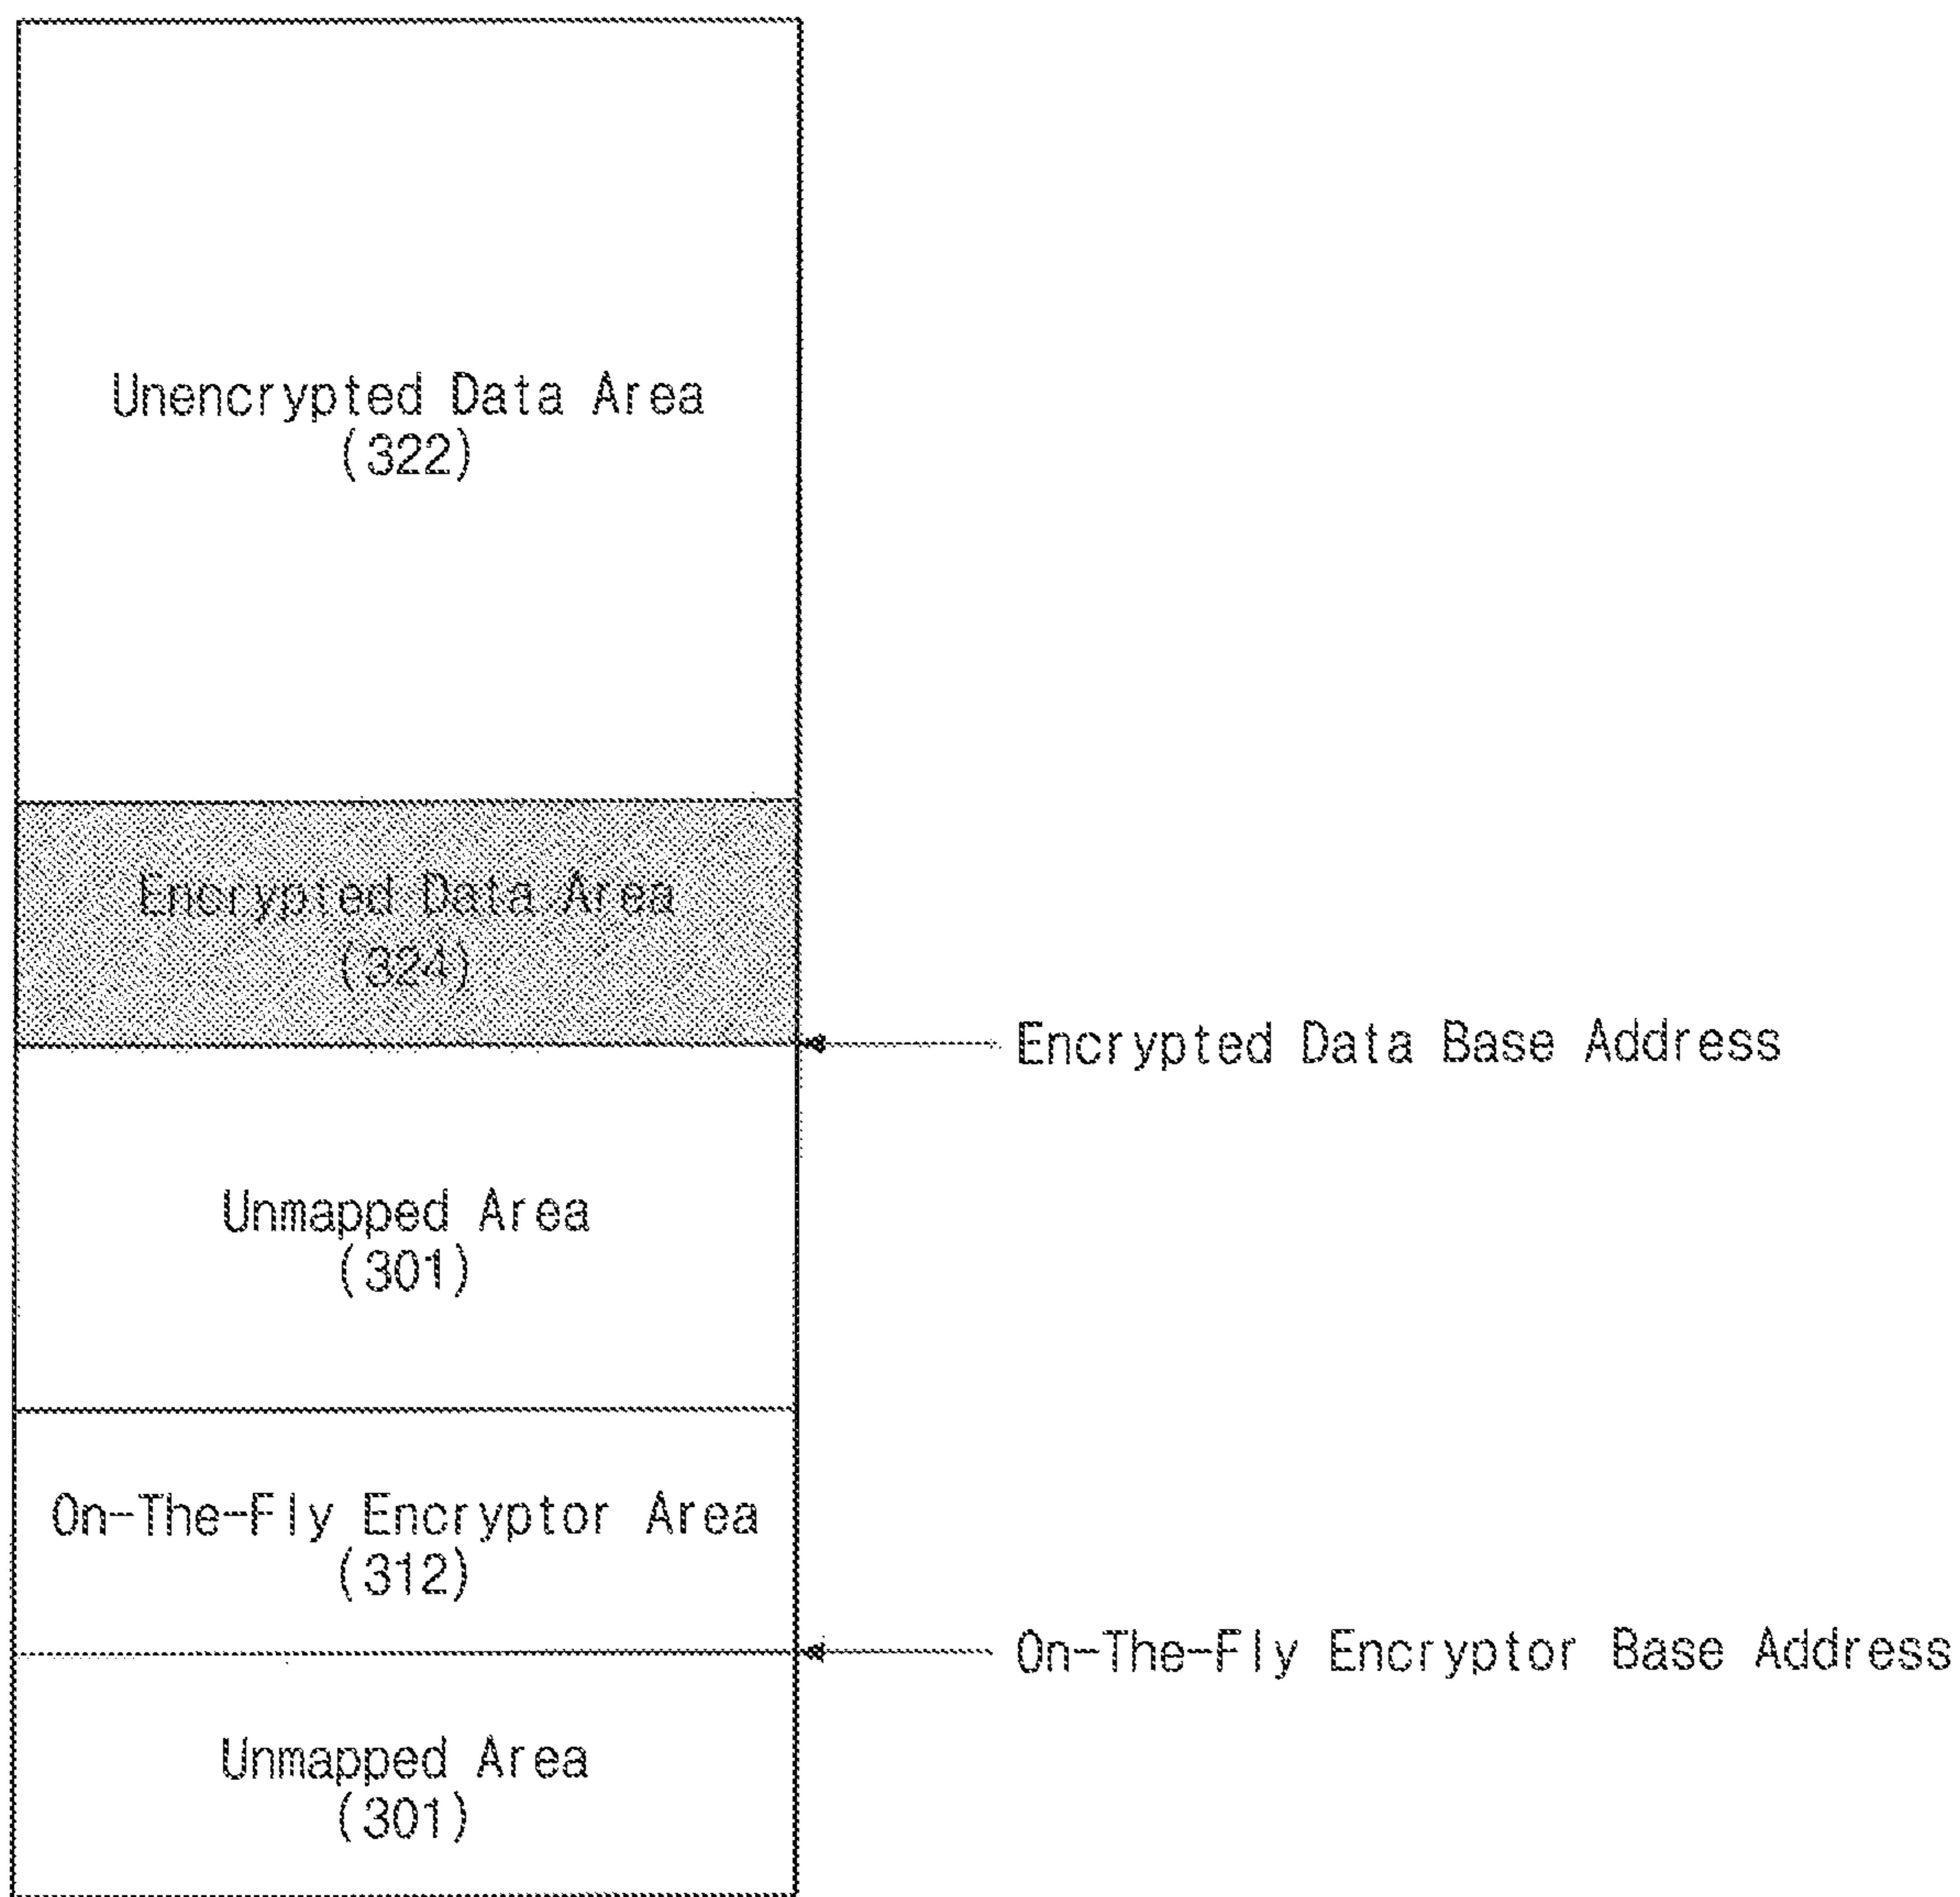 Unencrypted Data Area
(322)
Encrypted Data Area
(324)
Encrypted Data Base Address
Unmapped Area
(301)
On-The-Fly Encryptor Area
(312)
On-The-Fly Encryptor Base Address
Unmapped Area
(301)